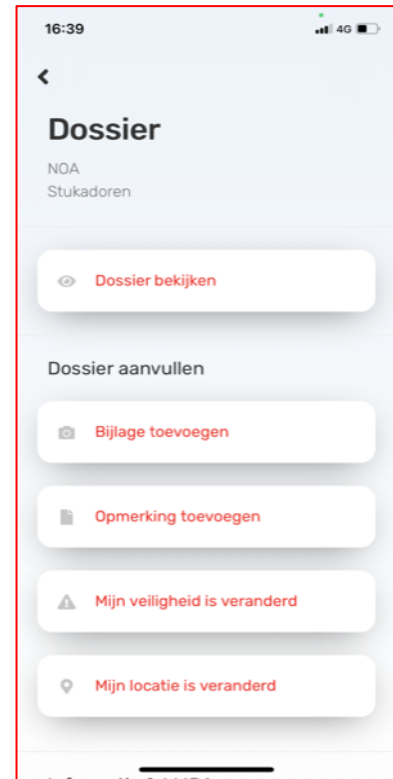 16:39
4G
Dossier
NOA
Stukadoren
Dossier bekijken
Dossier aanvullen
Bijlage toevoegen
Opmerking toevoegen
Mijn veiligheid is veranderd
Mijn locatie is veranderd